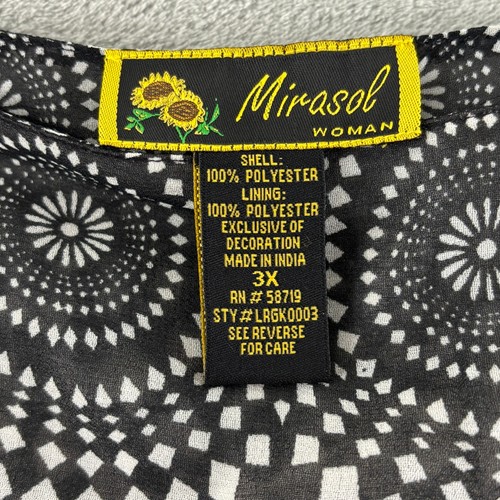 Mirasol
WOMAN
SHELL:
100% POLYESTER
LINING:
100% POLYESTER
EXCLUSIVE OF
DECORATION
MADE IN INDIA
3X
RN # 58719
STY# LRGK0003
SEE REVERSE
FOR CARE